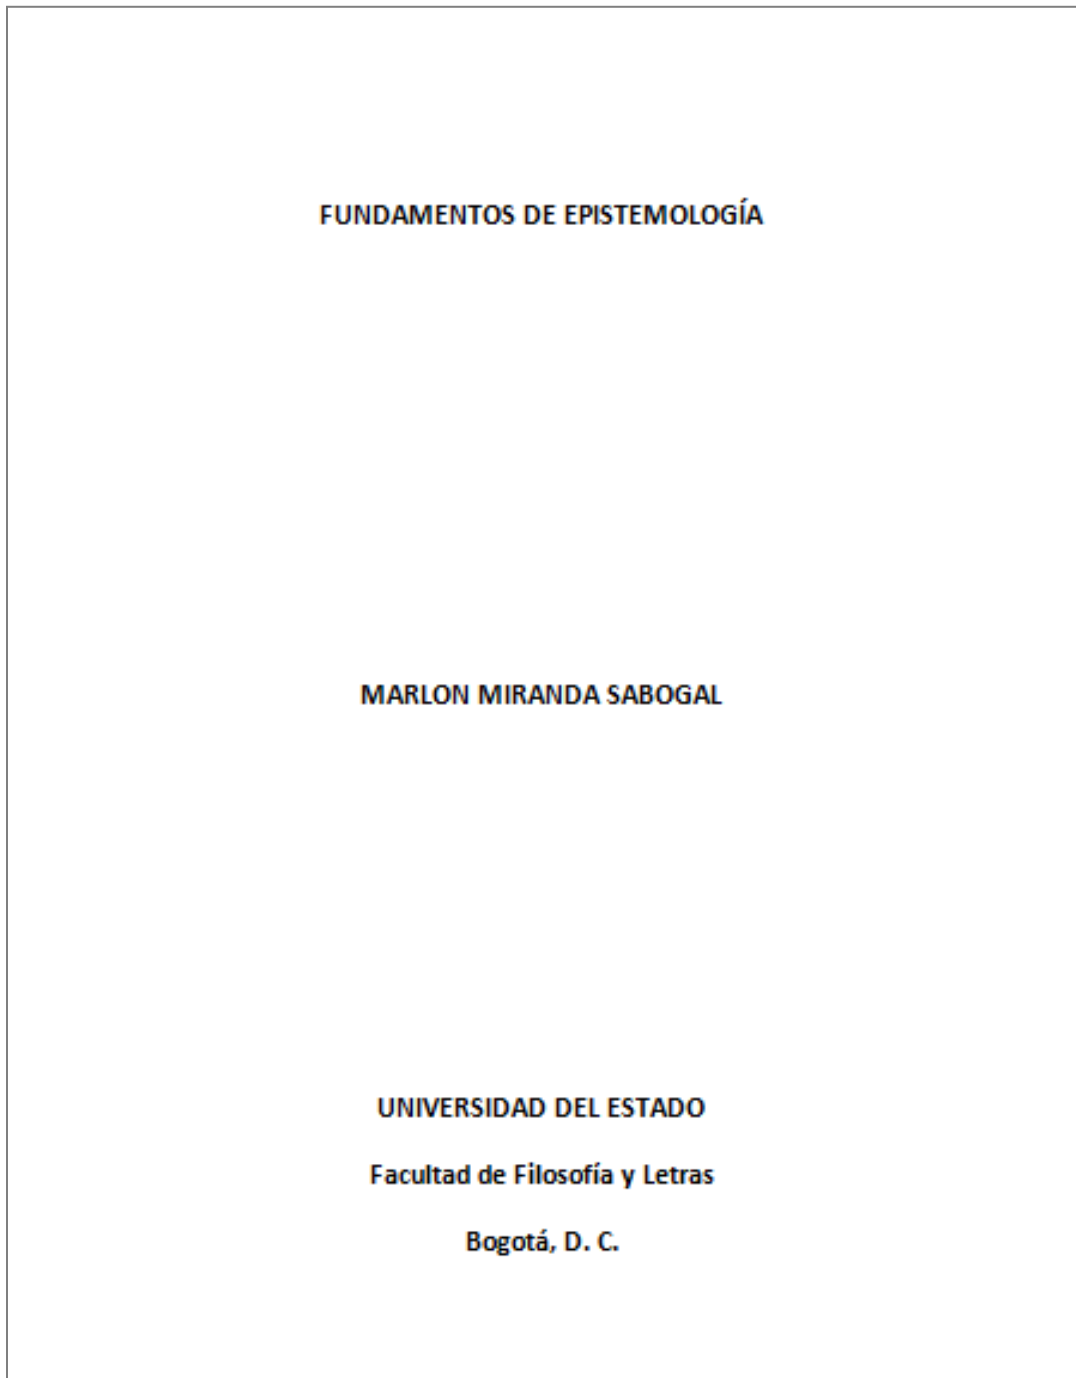 FUNDAMENTOS DE EPISTEMOLOGÍA
MARLON MIRANDA SABOGAL
UNIVERSIDAD DEL ESTADO
Facultad de Filosofía y Letras
Bogotá, D. C.